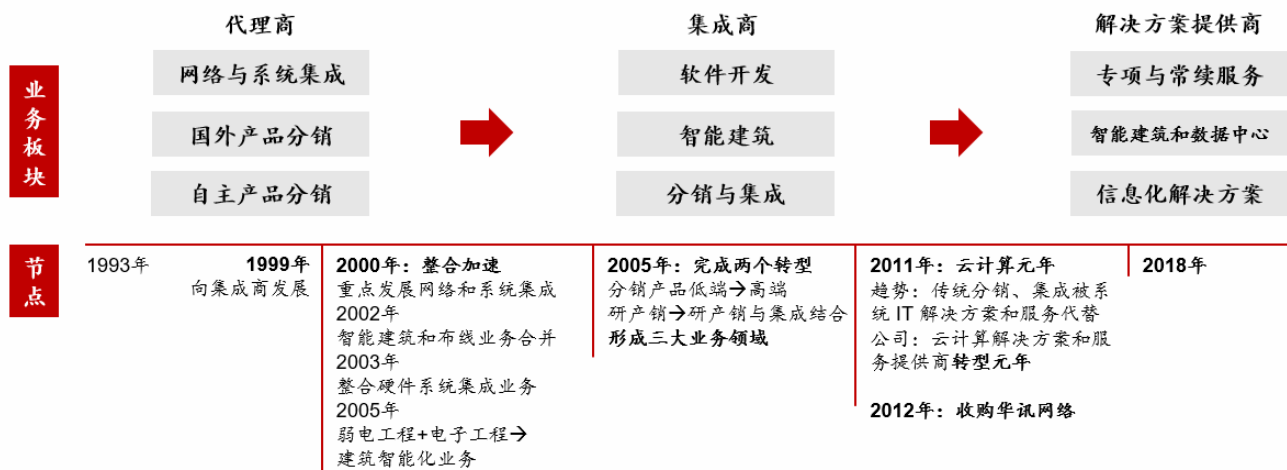 代理商
集成商
解决方案提供商
业务板块
网络与系统集成
软件开发
专项与常续服务
国外产品分销
智能建筑
智能建筑和数据中心
自主产品分销
分销与集成
信息化解决方案
节点
1993年
1999年
向集成商发展
2000年：整合加速
重点发展网络和系统集成
2002年
智能建筑和布线业务合并
2003年
整合硬件系统集成业务
2005年
弱电工程+电子工程→
建筑智能化业务
2005年：完成两个转型
分销产品低端→高端
研产销→研产销与集成结合
形成三大业务领域
2011年：云计算元年
趋势：传统分销、集成被系
统 IT 解决方案和服务代替
公司：云计算解决方案和服
务提供商转型元年
2012年：收购华讯网络
2018年